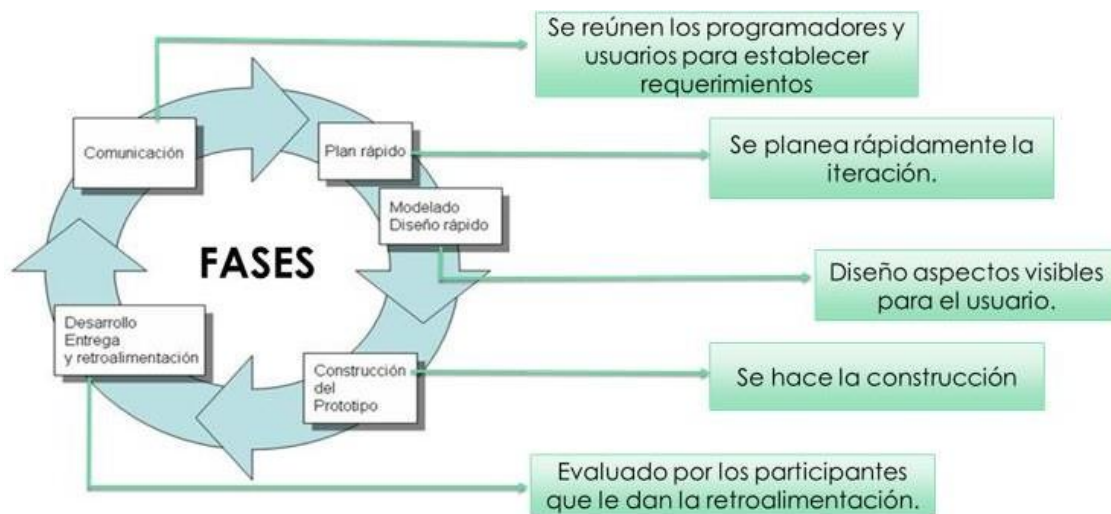 Se reúnen los programadores y
usuarios para establecer
requerimientos
Comunicación
Plan rápido
Se planea rápidamente la
iteración.
Modelado
Diseño rápido
FASES
Diseño aspectos visibles
para el usuario.
Desarrollo
Entrega
y retroalimentación
Construcción
del
Prototipo
Se hace la construcción
Evaluado por los participantes
que le dan la retroalimentación.